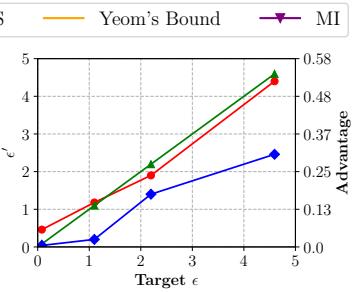 S Yeom's Bound MI
5 0.58
4 0.48
3 0.37
2 0.25
1 0.13
0 0.0
ϵ′
Advantage
0 1 2 3 4 5
Target ϵ